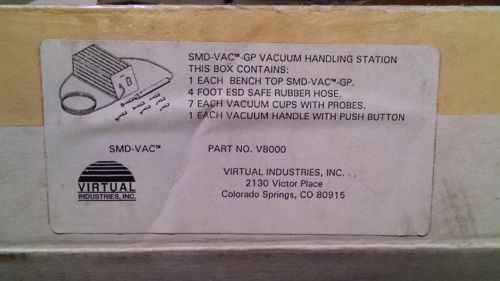 SMD-VAC™-GP VACUUM HANDLING STATION
THIS BOX CONTAINS:
1 EACH BENCH TOP SMD-VAC™-GP.
4 FOOT ESD SAFE RUBBER HOSE.
7 EACH VACUUM CUPS WITH PROBES.
1 EACH VACUUM HANDLE WITH PUSH BUTTON
SMD-VAC™
PART NO. V8000
VIRTUAL
INDUSTRIES, INC.
VIRTUAL INDUSTRIES, INC.
2130 Victor Place
Colorado Springs, CO 80915